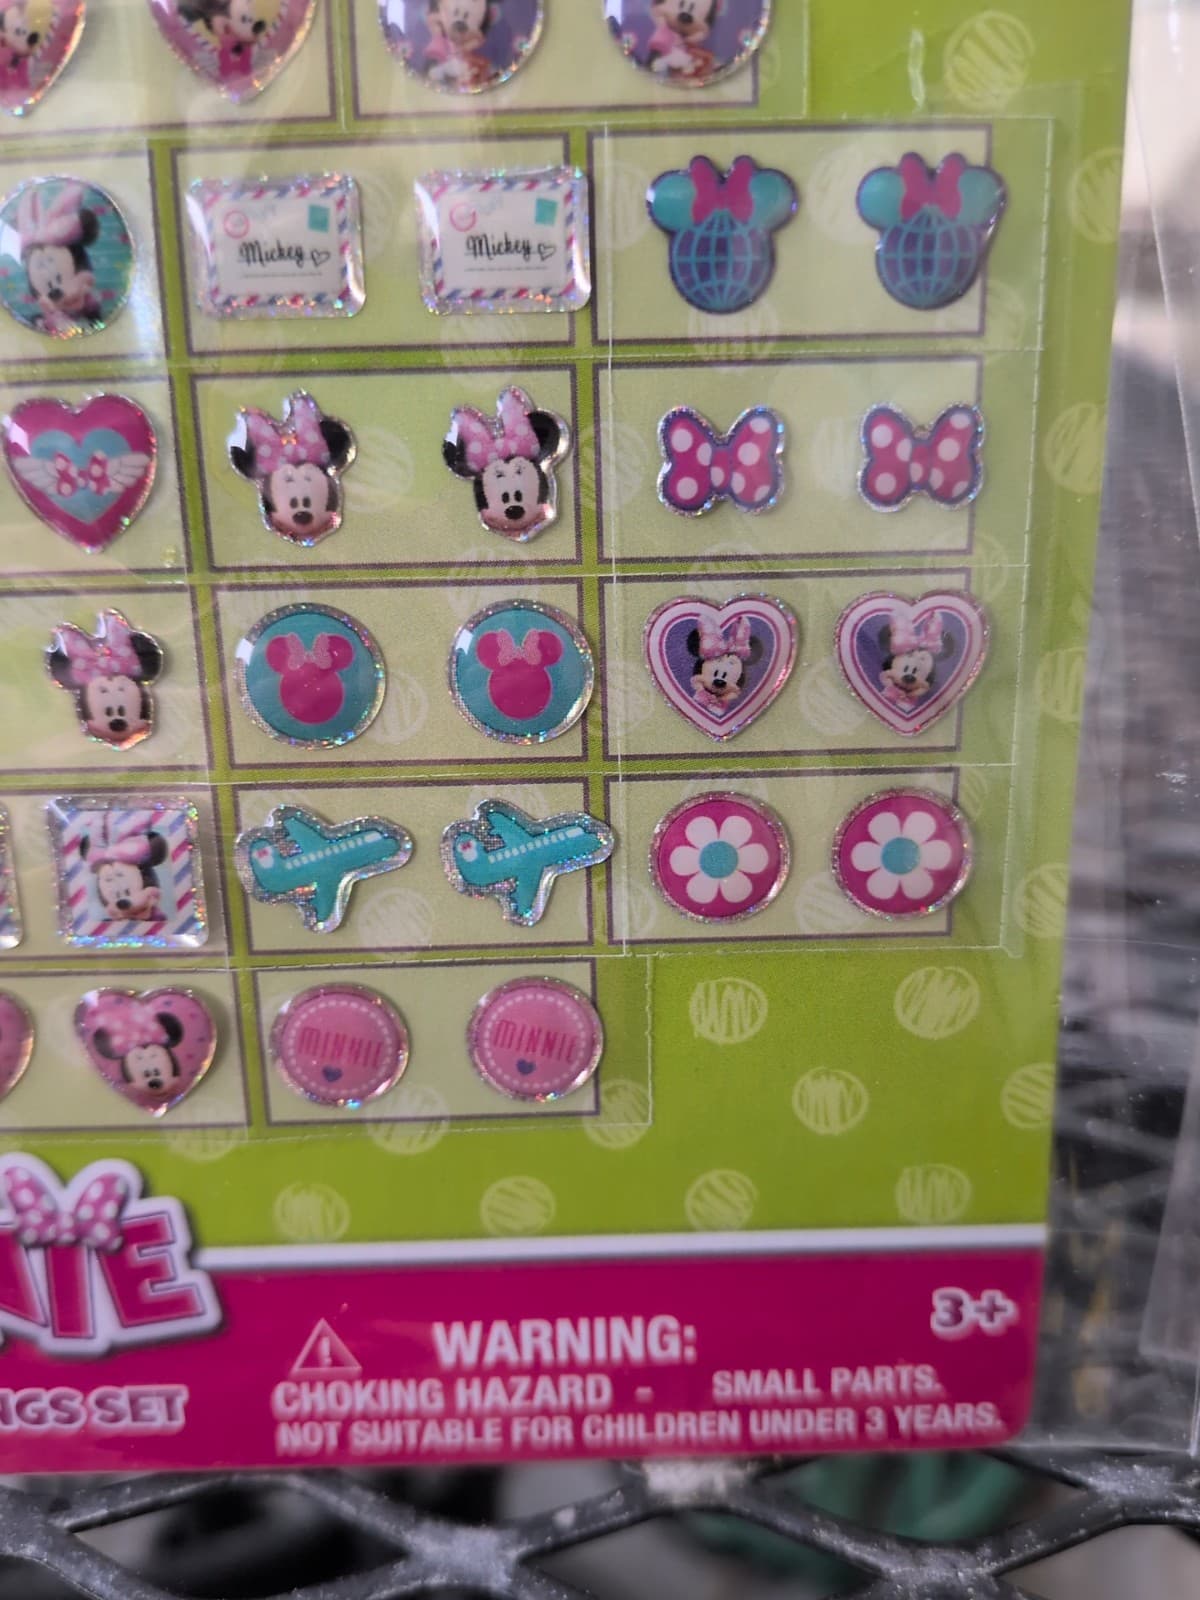 Mickey
Mickey
MINNIE
MINNIE
NIE
3+
WARNING:
CHOKING HAZARD - SMALL PARTS.
NOT SUITABLE FOR CHILDREN UNDER 3 YEARS.
NGS SET